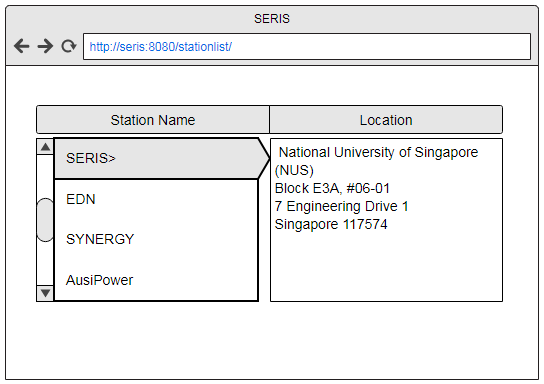 SERIS
http://seris:8080/stationlist/
Station Name
Location
SERIS>
EDN
SYNERGY
AusiPower
National University of Singapore
(NUS)
Block E3A, #06-01
7 Engineering Drive 1
Singapore 117574